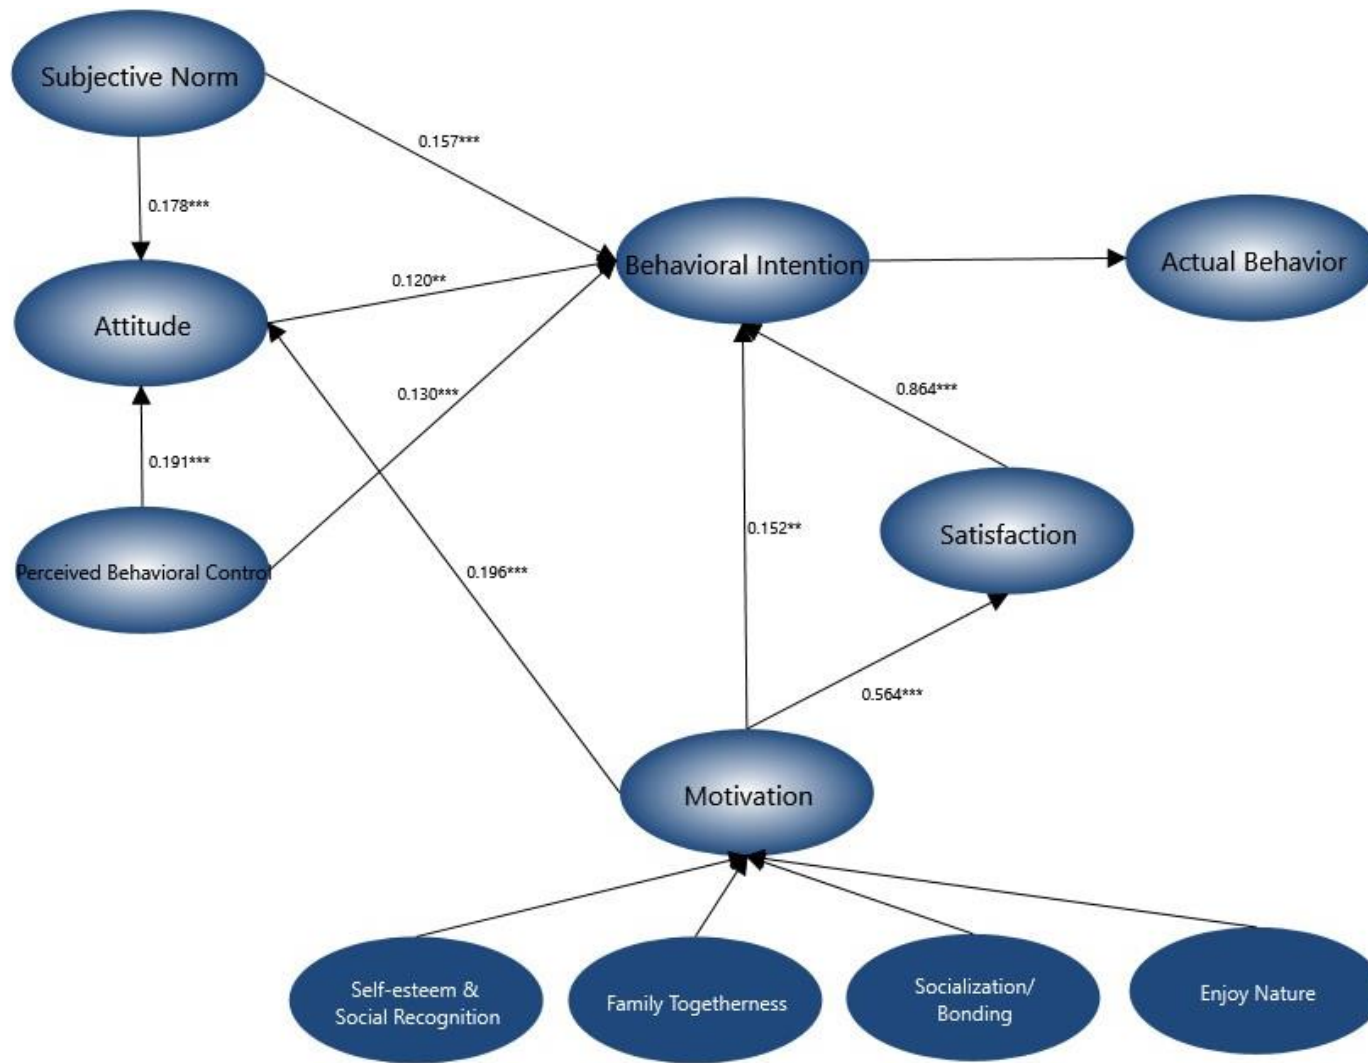 Subjective Norm
0.157***
0.178***
Behavioral Intention
Actual Behavior
0.120**
Attitude
0.130***
0.864***
0.191***
0.152**
Satisfaction
Perceived Behavioral Control
0.196***
0.564***
Motivation
Self-esteem &
Social Recognition
Family Togetherness
Socialization/
Bonding
Enjoy Nature